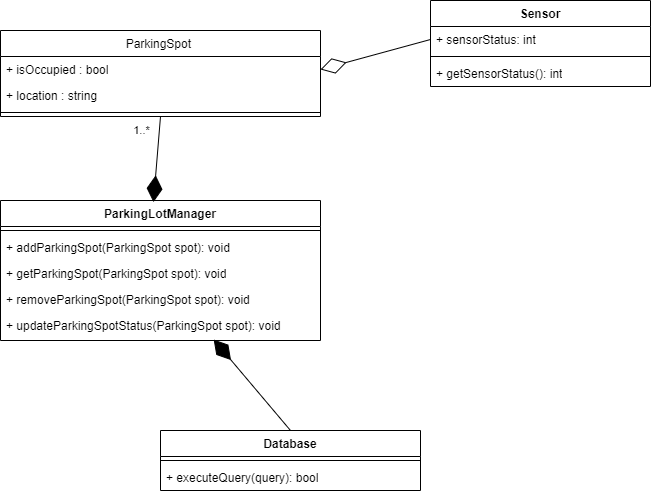 ParkingSpot
+ isOccupied : bool
+ location : string
1..*
Sensor
+ sensorStatus: int
+ getSensorStatus(): int
ParkingLotManager
+ addParkingSpot(ParkingSpot spot): void
+ getParkingSpot(ParkingSpot spot): void
+ removeParkingSpot(ParkingSpot spot): void
+ updateParkingSpotStatus(ParkingSpot spot): void
Database
+ executeQuery(query): bool